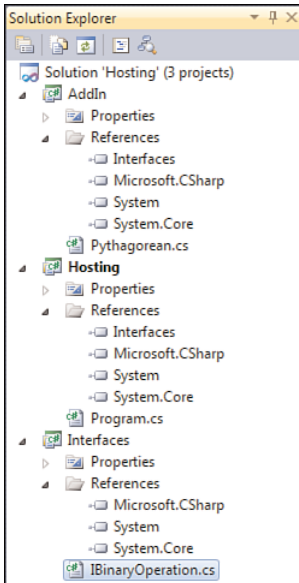 Solution Explorer
Solution 'Hosting' (3 projects)
AddIn
Properties
References
Interfaces
Microsoft.CSharp
System
System.Core
Pythagorean.cs
Hosting
Properties
References
Interfaces
Microsoft.CSharp
System
System.Core
Program.cs
Interfaces
Properties
References
Microsoft.CSharp
System
System.Core
IBinaryOperation.cs